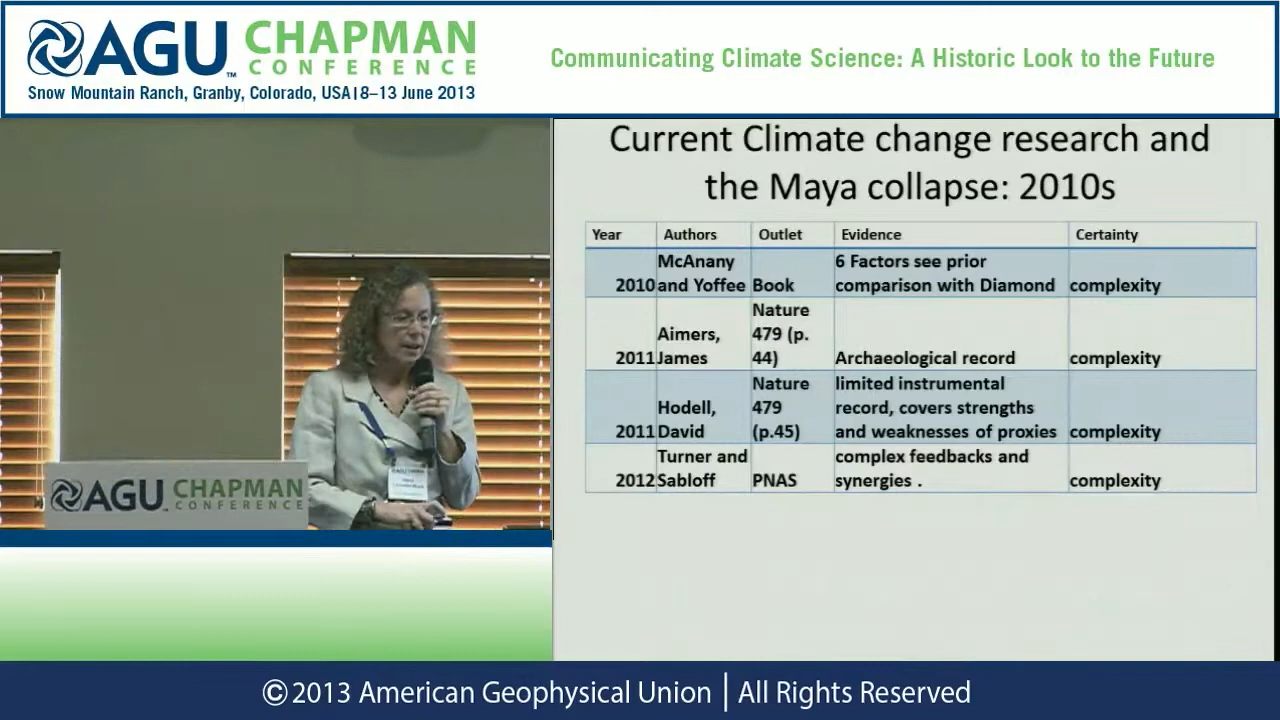 AGU CHAPMAN
CONFERENCE
Snow Mountain Ranch, Granby, Colorado, USA|8–13 June 2013
Communicating Climate Science: A Historic Look to the Future
Current Climate change research and
the Maya collapse: 2010s
Year Authors Outlet Evidence Certainty
2010 McAnany and Yoffee Book 6 Factors see prior comparison with Diamond complexity
2011 Aimers, James Nature 479 (p. 44) Archaeological record complexity
2011 Hodell, David Nature 479 (p.45) limited instrumental record, covers strengths and weaknesses of proxies complexity
2012 Turner and Sabloff PNAS complex feedbacks and synergies . complexity
AGU CHAPMAN
CONFERENCE
©2013 American Geophysical Union | All Rights Reserved